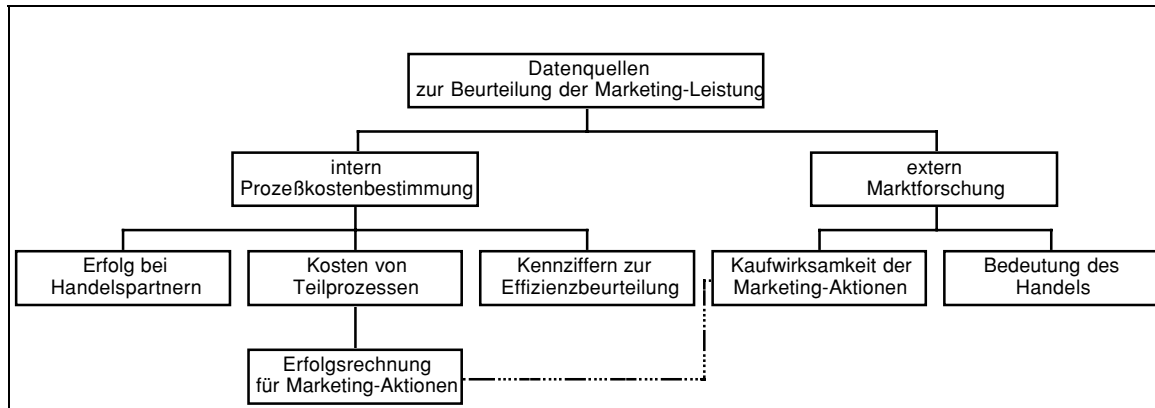 Datenquellen
zur Beurteilung der Marketing-Leistung
intern
Prozeßkostenbestimmung
extern
Marktforschung
Erfolg bei
Handelspartnern
Kosten von
Teilprozessen
Kennziffern zur
Effizienzbeurteilung
Kaufwirksamkeit der
Marketing-Aktionen
Bedeutung des
Handels
Erfolgsrechnung
für Marketing-Aktionen